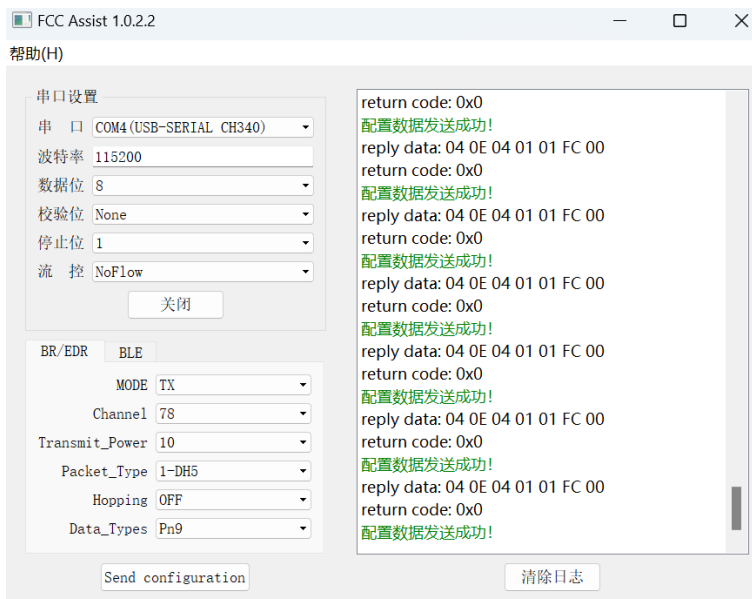 FCC Assist 1.0.2.2
帮助(H)
串口设置
串 口 COM4(USB-SERIAL CH340)
波特率 115200
数据位 8
校验位 None
停止位 1
流 控 NoFlow
关闭
BR/EDR BLE
MODE TX
Channel 78
Transmit_Power 10
Packet_Type 1-DH5
Hopping OFF
Data_Types Pn9
Send configuration
return code: 0x0
配置数据发送成功!
reply data: 04 0E 04 01 01 FC 00
return code: 0x0
配置数据发送成功!
reply data: 04 0E 04 01 01 FC 00
return code: 0x0
配置数据发送成功!
reply data: 04 0E 04 01 01 FC 00
return code: 0x0
配置数据发送成功!
reply data: 04 0E 04 01 01 FC 00
return code: 0x0
配置数据发送成功!
reply data: 04 0E 04 01 01 FC 00
return code: 0x0
配置数据发送成功!
reply data: 04 0E 04 01 01 FC 00
return code: 0x0
配置数据发送成功!
清除日志